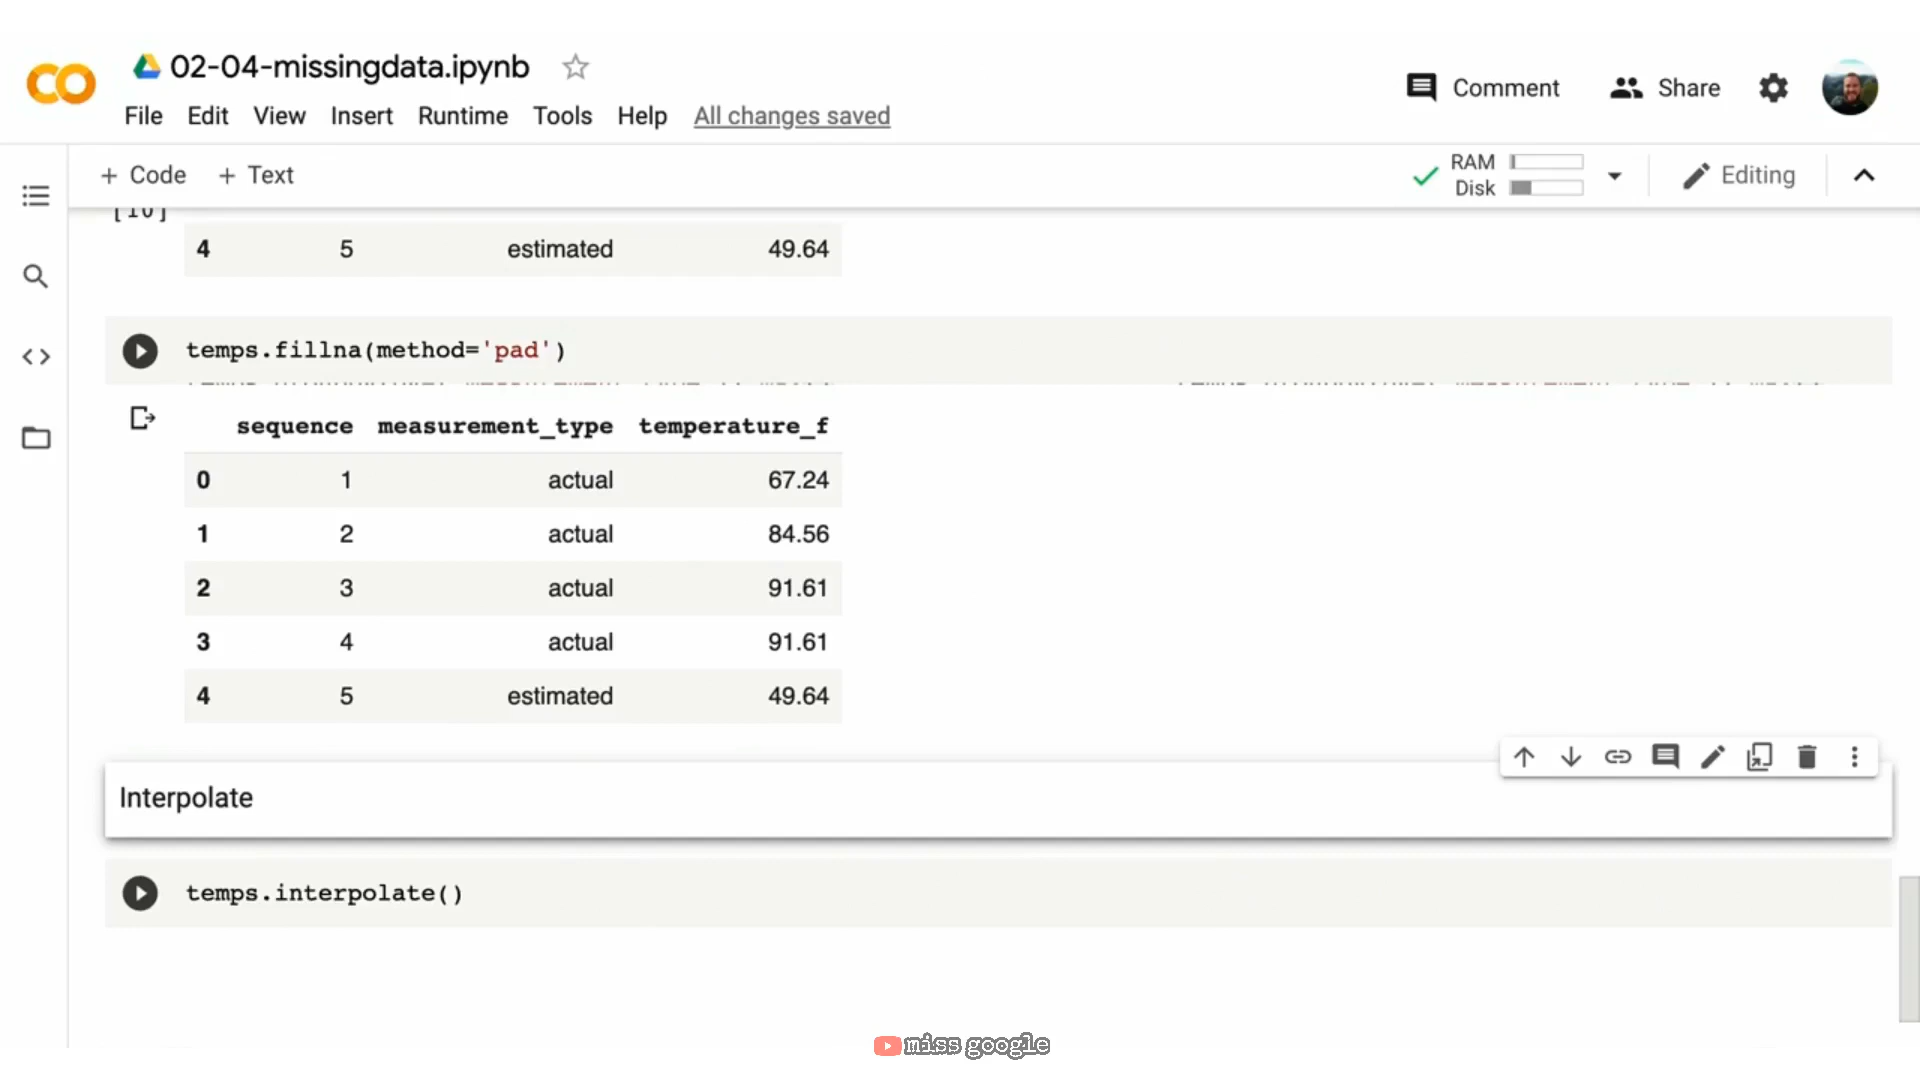 02-04-missingdata.ipynb
File Edit View Insert Runtime Tools Help All changes saved
Comment Share
+ Code + Text
RAM
Disk
Editing
[10]
4 5 estimated 49.64
temps.fillna(method='pad')
sequence measurement_type temperature_f
0 1 actual 67.24
1 2 actual 84.56
2 3 actual 91.61
3 4 actual 91.61
4 5 estimated 49.64
Interpolate
temps.interpolate()
miss google